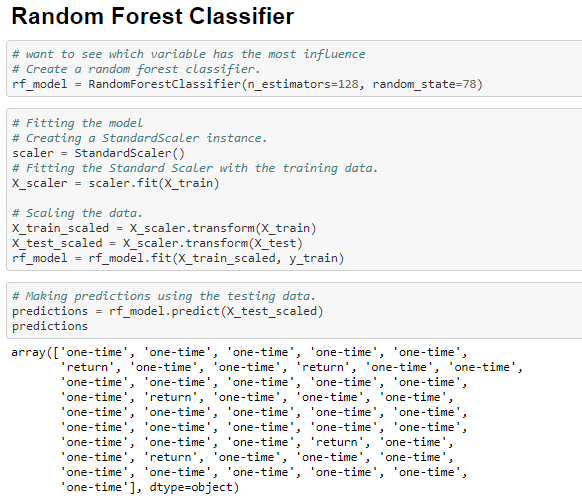 Random Forest Classifier
# want to see which variable has the most influence
# Create a random forest classifier.
rf_model = RandomForestClassifier(n_estimators=128, random_state=78)
# Fitting the model
# Creating a StandardScaler instance.
scaler = StandardScaler()
# Fitting the Standard Scaler with the training data.
X_scaler = scaler.fit(X_train)
# Scaling the data.
X_train_scaled = X_scaler.transform(X_train)
X_test_scaled = X_scaler.transform(X_test)
rf_model = rf_model.fit(X_train_scaled, y_train)
# Making predictions using the testing data.
predictions = rf_model.predict(X_test_scaled)
predictions
array(['one-time', 'one-time', 'one-time', 'one-time', 'one-time',
'return', 'one-time', 'one-time', 'return', 'one-time', 'one-time',
'one-time', 'one-time', 'one-time', 'one-time', 'one-time',
'one-time', 'return', 'one-time', 'one-time', 'one-time',
'one-time', 'one-time', 'one-time', 'one-time', 'one-time',
'one-time', 'one-time', 'one-time', 'one-time', 'one-time',
'one-time', 'one-time', 'one-time', 'return', 'one-time',
'one-time', 'return', 'one-time', 'one-time', 'one-time',
'one-time', 'one-time', 'one-time', 'one-time', 'one-time',
'one-time'], dtype=object)